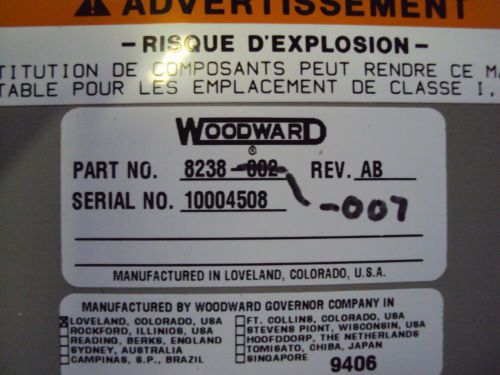 ADVERTISSEMENT
- RISQUE D'EXPLOSION -
TITUTION DE COMPOSANTS PEUT RENDRE CE MA
TABLE POUR LES EMPLACEMENT DE CLASSE I,
WOODWARD
®
PART NO. 8238-002 REV. AB
SERIAL NO. 10004508 -007
MANUFACTURED IN LOVELAND, COLORADO, U.S.A.
MANUFACTURED BY WOODWARD GOVERNOR COMPANY IN
LOVELAND, COLORADO, USA FT. COLLINS, COLORADO, USA
ROCKFORD, ILLINIOS, USA STEVENS PIONT, WISCONSIN, USA
READING, BERKS, ENGLAND HOOFDDORP, THE NETHERLANDS
SYDNEY, AUSTRALIA TOMISATO, CHIBA, JAPAN
CAMPINAS, S.P., BRAZIL SINGAPORE
9406